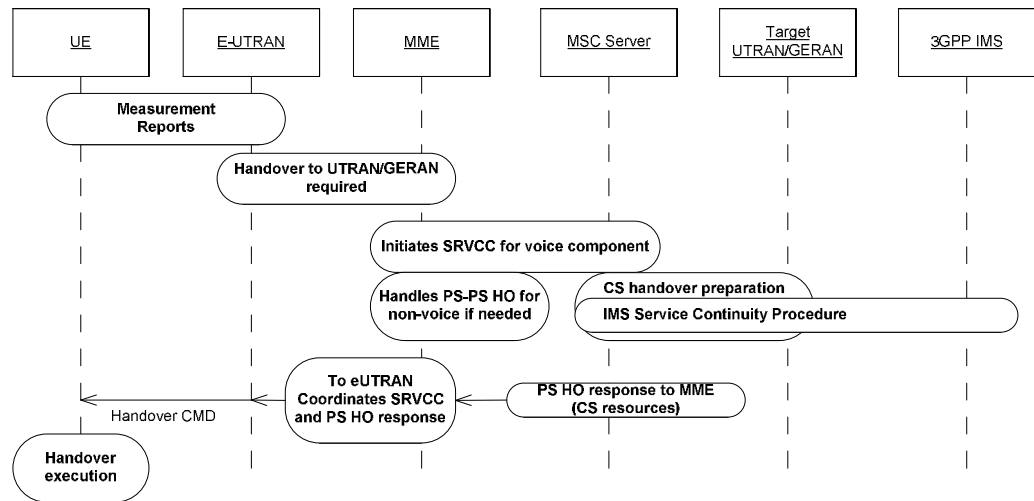 UE
E-UTRAN
MME
MSC Server
Target
UTRAN/GERAN
3GPP IMS
Measurement
Reports
Handover to UTRAN/GERAN
required
Initiates SRVCC for voice component
Handles PS-PS HO for
non-voice if needed
CS handover preparation
IMS Service Continuity Procedure
To eUTRAN
Coordinates SRVCC
and PS HO response
PS HO response to MME
(CS resources)
Handover CMD
Handover
execution